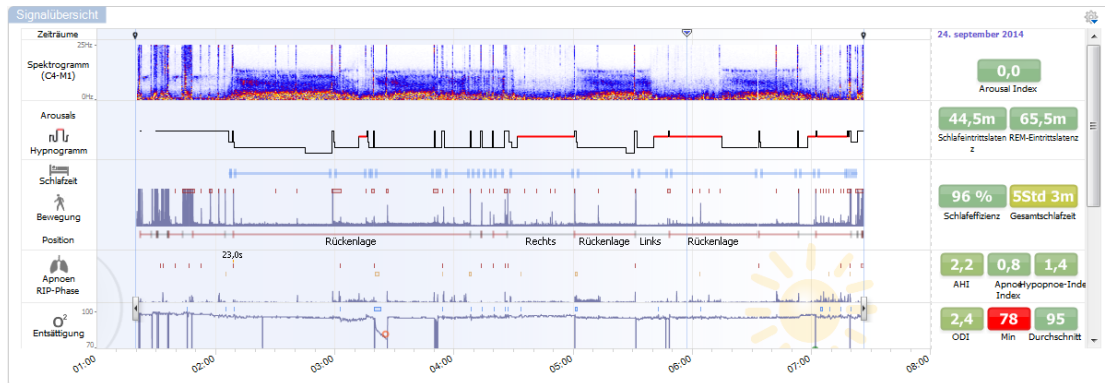 Signalübersicht
Zeiträume
24. september 2014
25Hz
Spektrogramm
(C4-M1)
0Hz
0,0
Arousal Index
Arousals
Hypnogramm
44,5m 65,5m
Schlafeintrittslaten
z
REM-Eintrittslatenz
Schlafzeit
Bewegung
96 % 5Std 3m
Schlafeffizienz Gesamtschlafzeit
Position
Rückenlage Rechts Rückenlage Links Rückenlage
23,0s
Apnoen
RIP-Phase
2,2 0,8 1,4
AHI Apnoe Hypopnoe-Inde
Index
100
O2
Entsättigung
70
2,4 78 95
ODI Min Durchschnitt
01:00 02:00 03:00 04:00 05:00 06:00 07:00 08:00